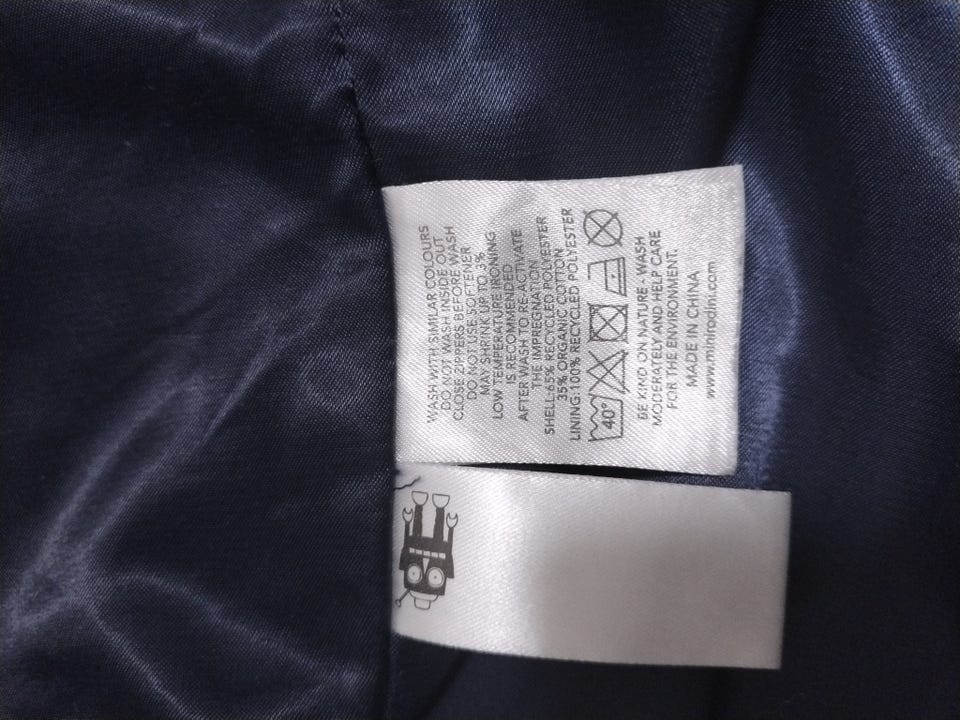 WASH WITH SIMILAR COLOURS
DO NOT WASH INSIDE OUT
CLOSE ZIPPERS BEFORE WASH
DO NOT USE SOFTENER
MAY SHRINK UP TO 3%
LOW TEMPERATURE IRONING
IS RECOMMENDED
AFTER WASH TO RE-ACTIVATE
THE IMPREGNATION
SHELL:65% RECYCLED POLYESTER
35% ORGANIC COTTON
LINING:100% RECYCLED POLYESTER
40°
BE KIND ON NATURE - WASH
MODERATELY AND HELP CARE
FOR THE ENVIRONMENT.
MADE IN CHINA
www.minirodini.com